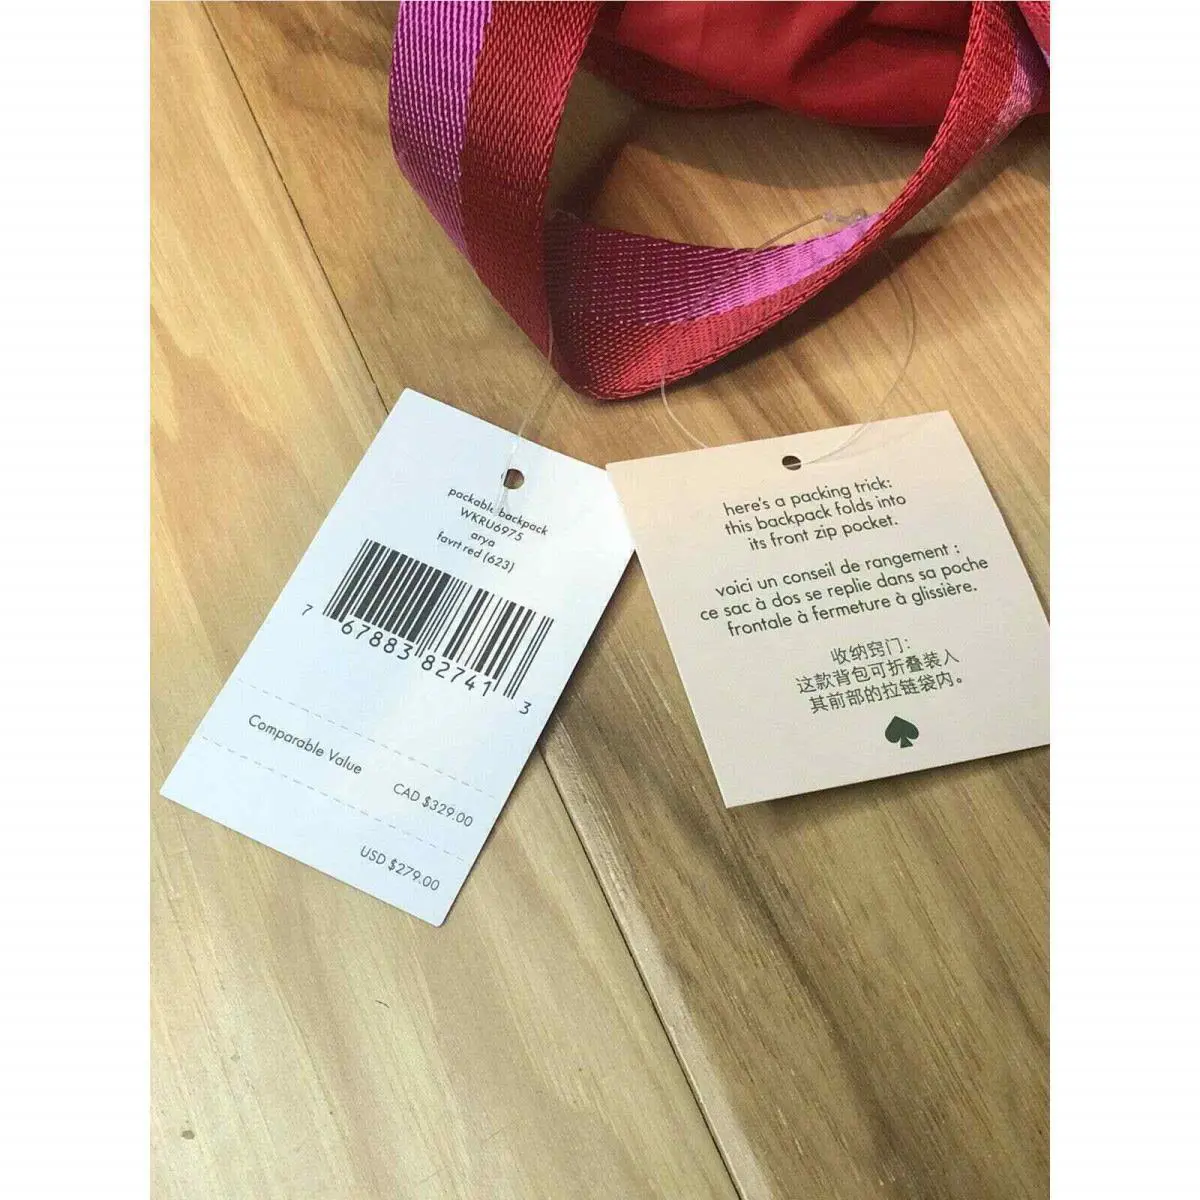 packable backpack
WKRU6975
arya
favrt red (623)
7 67883 82741 3
Comparable Value
CAD $329.00
USD $279.00
here's a packing trick:
this backpack folds into
its front zip pocket.
voici un conseil de rangement :
ce sac à dos se replie dans sa poche
frontale à fermeture à glissière.
收纳窍门：
这款背包可折叠装入
其前部的拉链袋内。